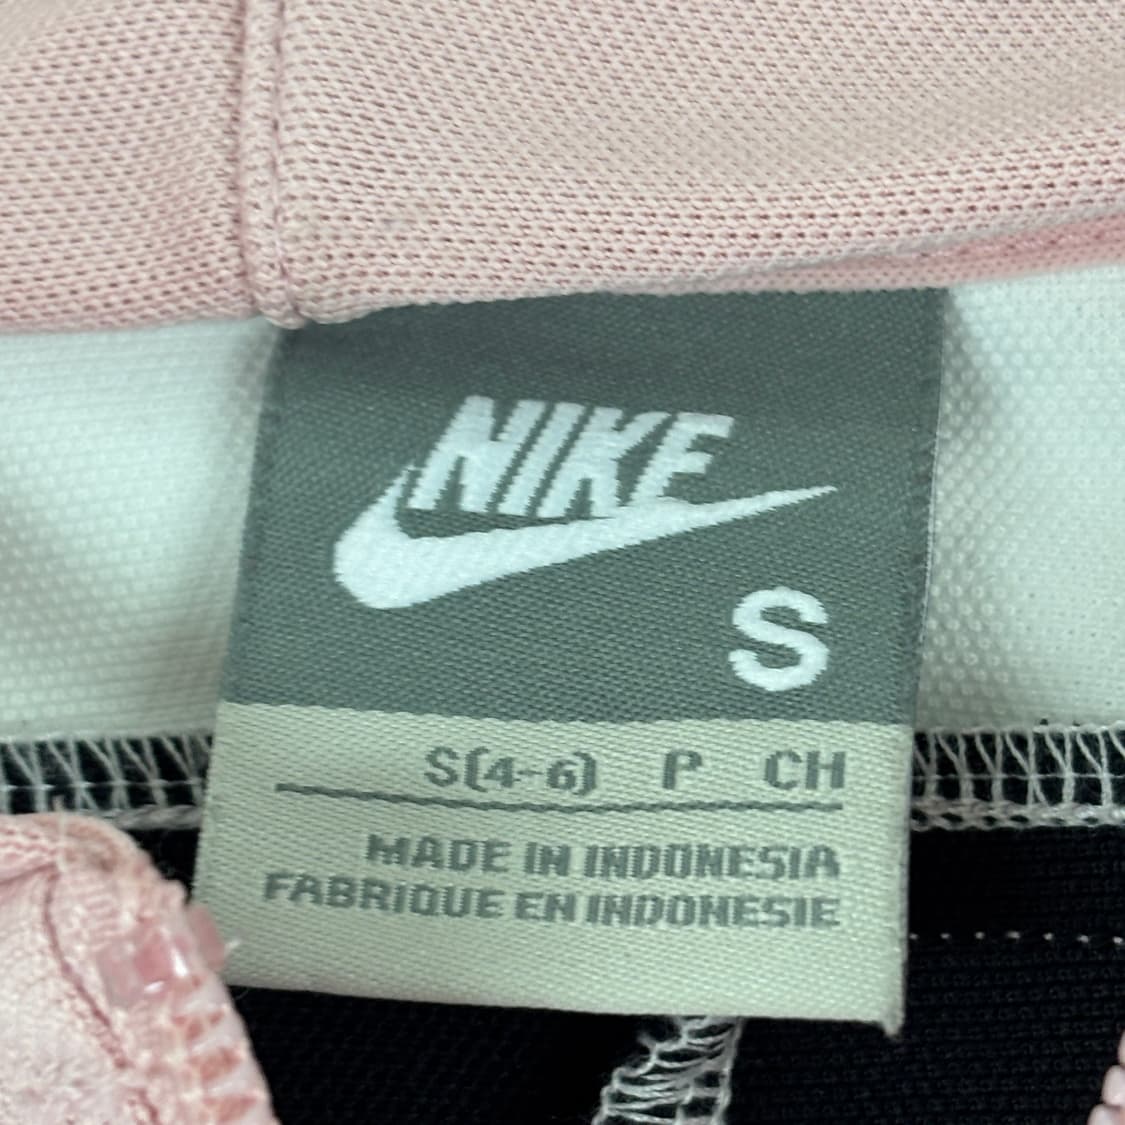 NIKE
S
S(4-6) P CH
MADE IN INDONESIA
FABRIQUE EN INDONESIE